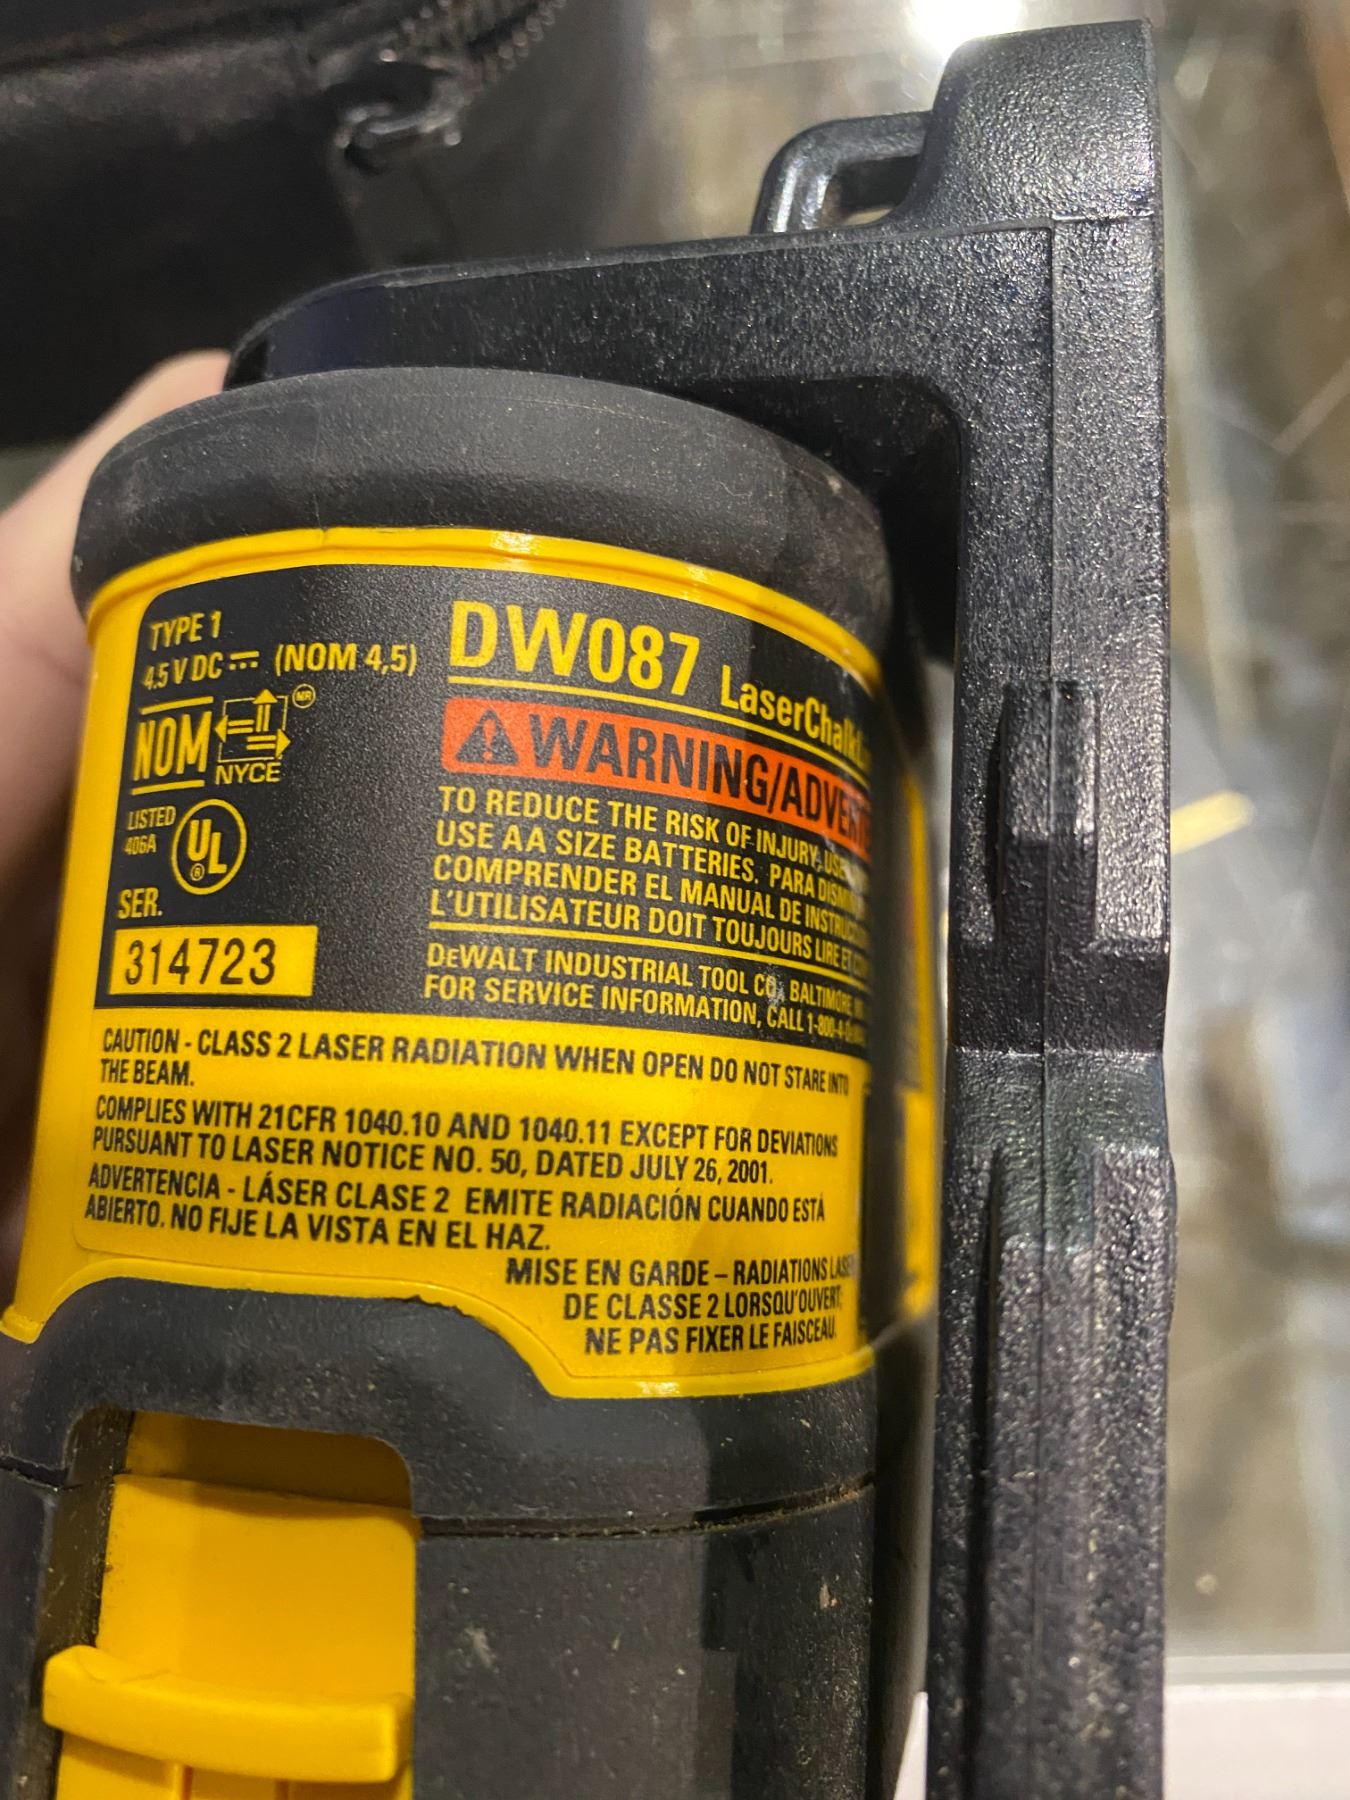 TYPE 1
4.5 V DC (NOM 4,5)
NOM
NYCE
NR
LISTED
406A
UL
®
SER.
314723
DW087
WARNING/
TO REDUCE THE RISK OF INJURY,
USE AA SIZE BATTERIES. PARA
COMPRENDER EL MANUAL DE
L'UTILISATEUR DOIT TOUJOURS LIRE ET
DEWALT INDUSTRIAL TOOL CO., BALTIMORE,
FOR SERVICE INFORMATION, CALL
CAUTION - CLASS 2 LASER RADIATION WHEN OPEN DO NOT STARE INTO
THE BEAM.
COMPLIES WITH 21CFR 1040.10 AND 1040.11 EXCEPT FOR DEVIATIONS
PURSUANT TO LASER NOTICE NO. 50, DATED JULY 26, 2001.
ADVERTENCIA - LÁSER CLASE 2 EMITE RADIACIÓN CUANDO ESTÁ
ABIERTO. NO FIJE LA VISTA EN EL HAZ.
MISE EN GARDE – RADIATIONS
DE CLASSE 2 LORSQU'OUVERT,
NE PAS FIXER LE FAISCEAU.